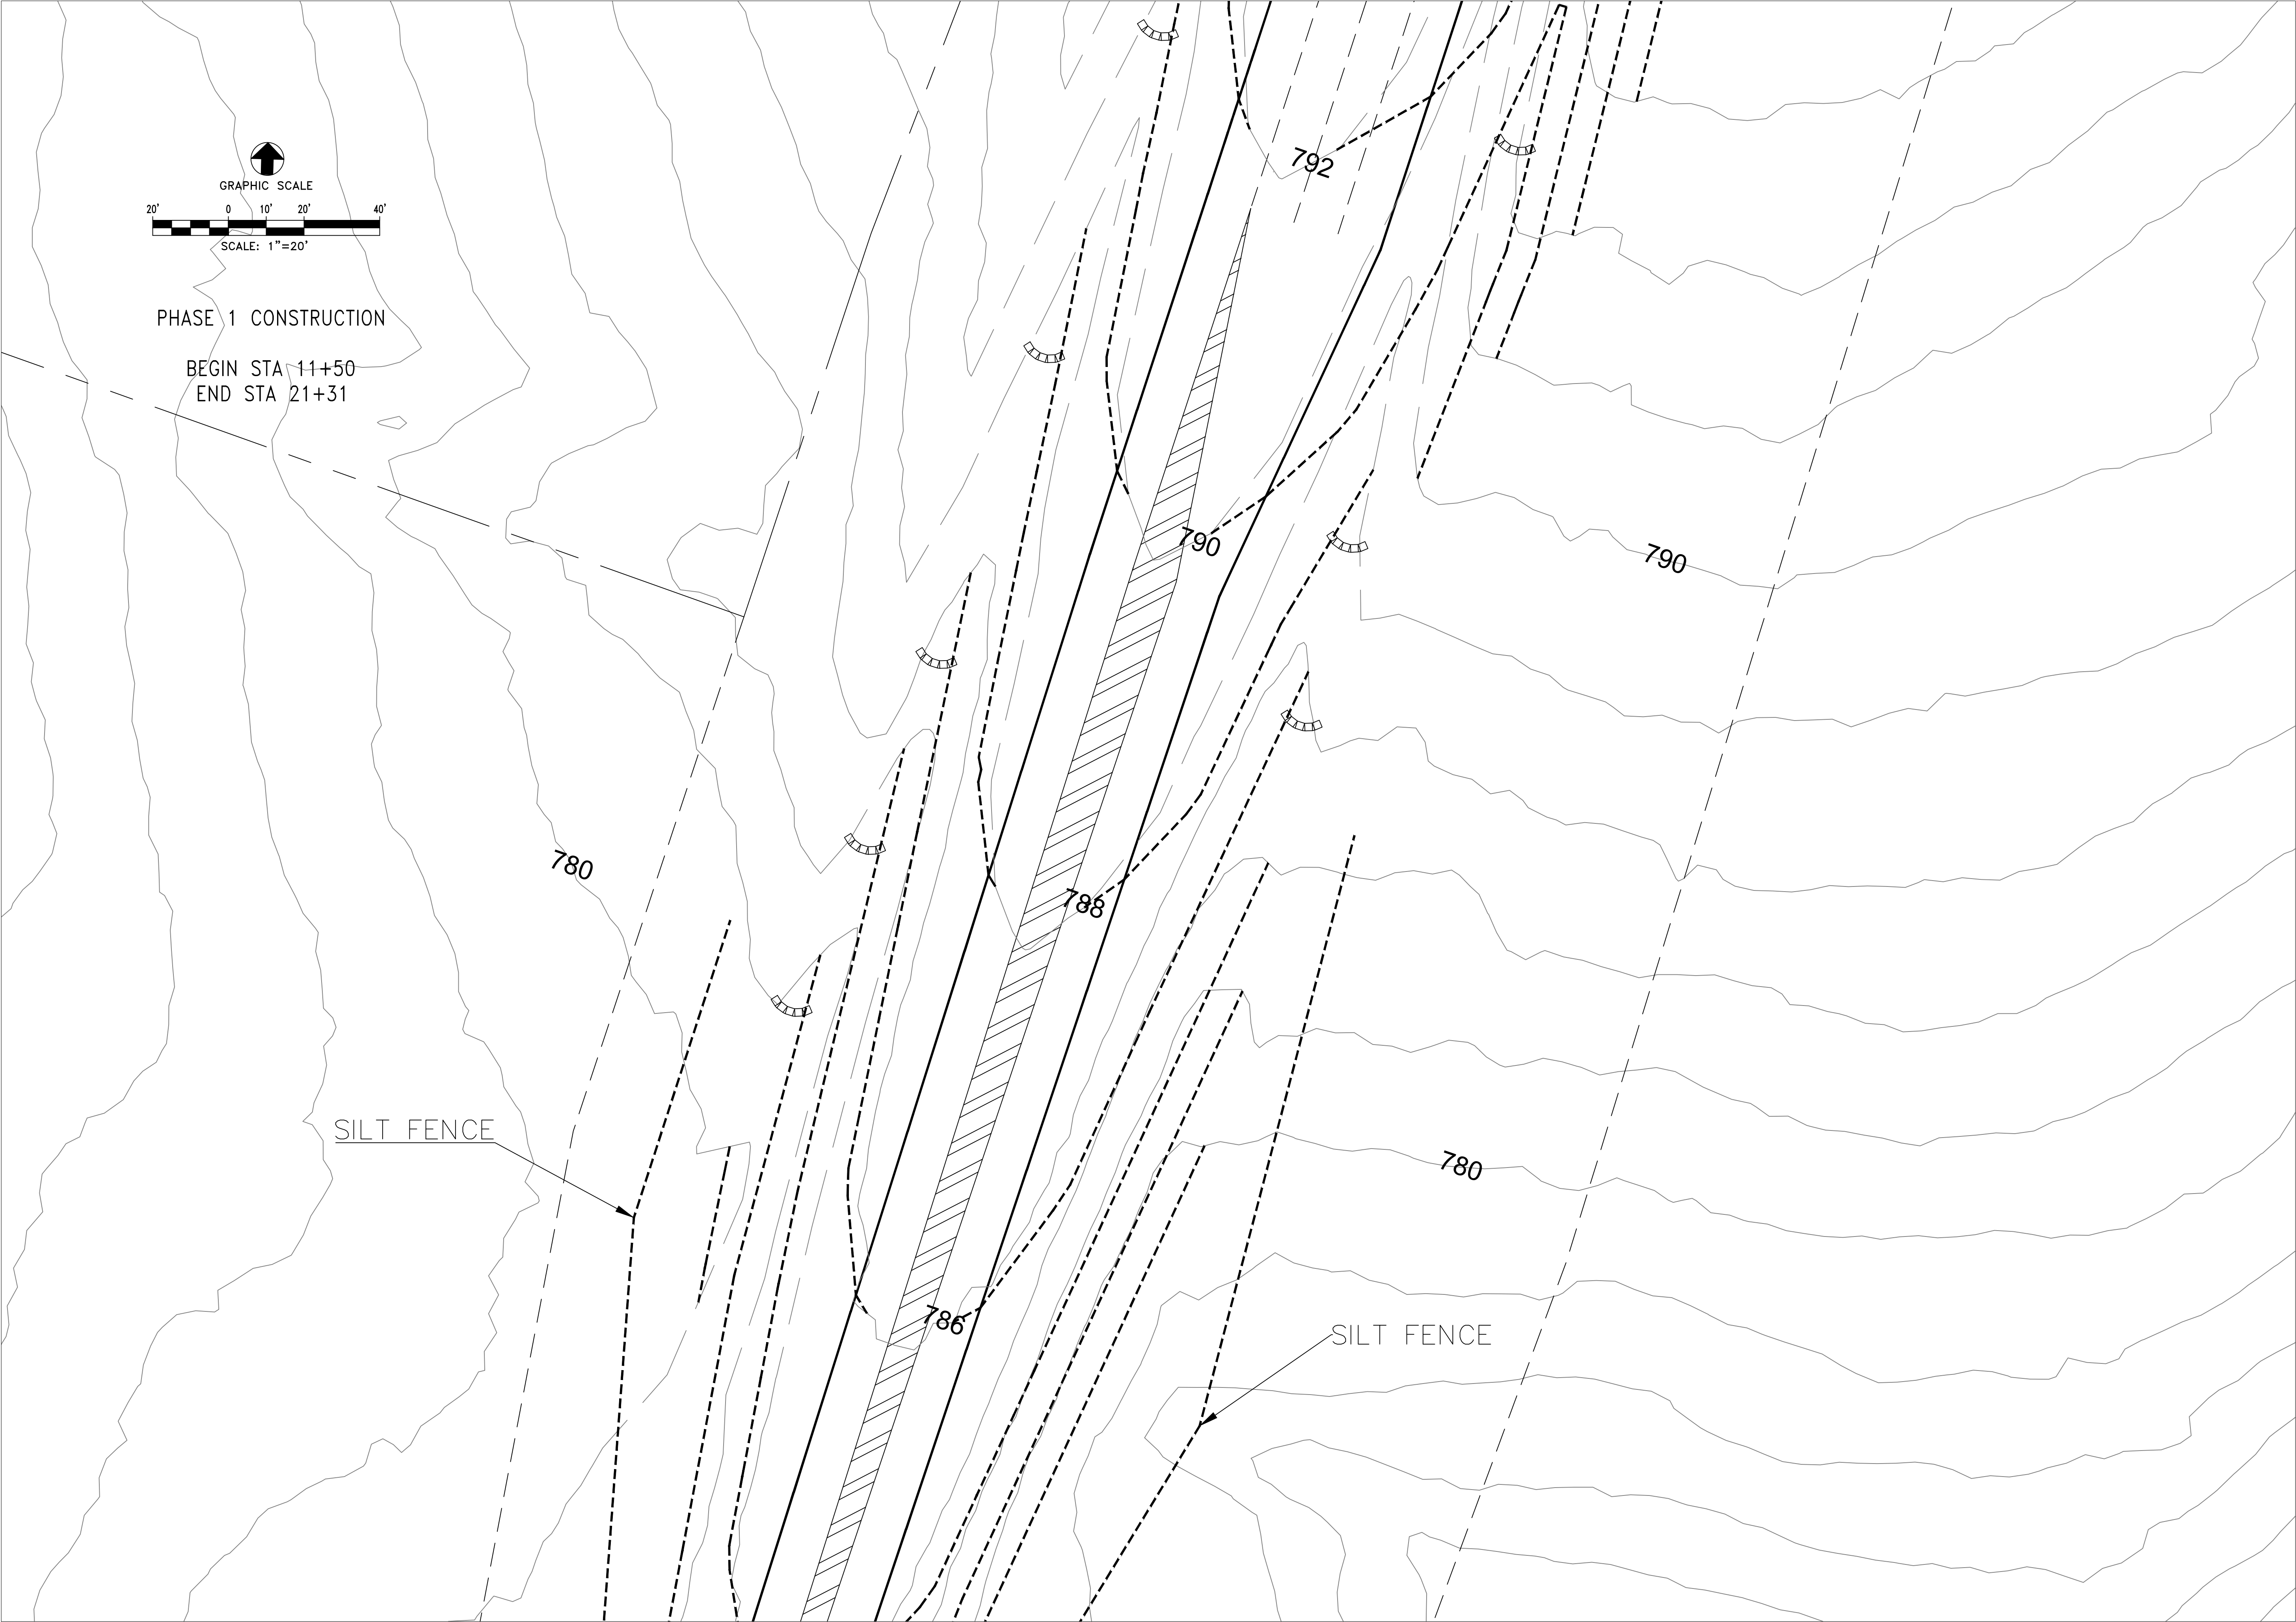 GRAPHIC SCALE
20' 0 10' 20' 40'
SCALE: 1"=20'
PHASE 1 CONSTRUCTION
BEGIN STA 11+50
END STA 21+31
792
790
790
780
788
SILT FENCE
780
786
SILT FENCE